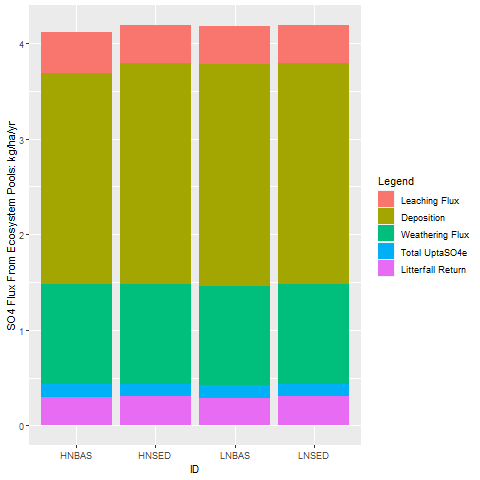 SO4 Flux From Ecosystem Pools: kg/ha/yr
4
3
2
1
0
HNBAS
HNSED
LNBAS
LNSED
ID
Legend
Leaching Flux
Deposition
Weathering Flux
Total UptaSO4e
Litterfall Return